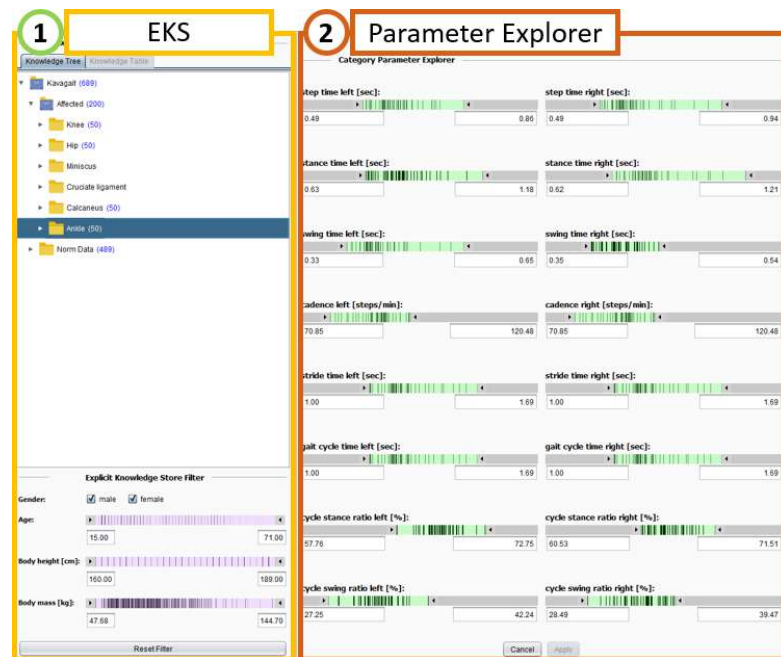 1 EKS
2 Parameter Explorer
Knowledge Tree Knowledge Table
Kavagait (689)
Affected (200)
Knee (50)
Hip (50)
Miniscus
Cruciate ligament
Calcaneus (50)
Ankle (50)
Norm Data (489)
Explicit Knowledge Store Filter
Gender: male female
Age:
15.00 71.00
Body height [cm]:
160.00 189.00
Body mass [kg]:
47.68 144.70
Reset Filter
Category Parameter Explorer
step time left [sec]: step time right [sec]:
0.49 0.86 0.49 0.94
stance time left [sec]: stance time right [sec]:
0.63 1.18 0.62 1.21
swing time left [sec]: swing time right [sec]:
0.33 0.65 0.35 0.54
cadence left [steps/min]: cadence right [steps/min]:
70.85 120.48 70.85 120.48
stride time left [sec]: stride time right [sec]:
1.00 1.69 1.00 1.69
gait cycle time left [sec]: gait cycle time right [sec]:
1.00 1.69 1.00 1.69
cycle stance ratio left [%]: cycle stance ratio right [%]:
57.76 72.75 60.53 71.51
cycle swing ratio left [%]: cycle swing ratio right [%]:
27.25 42.24 28.49 39.47
Cancel Apply